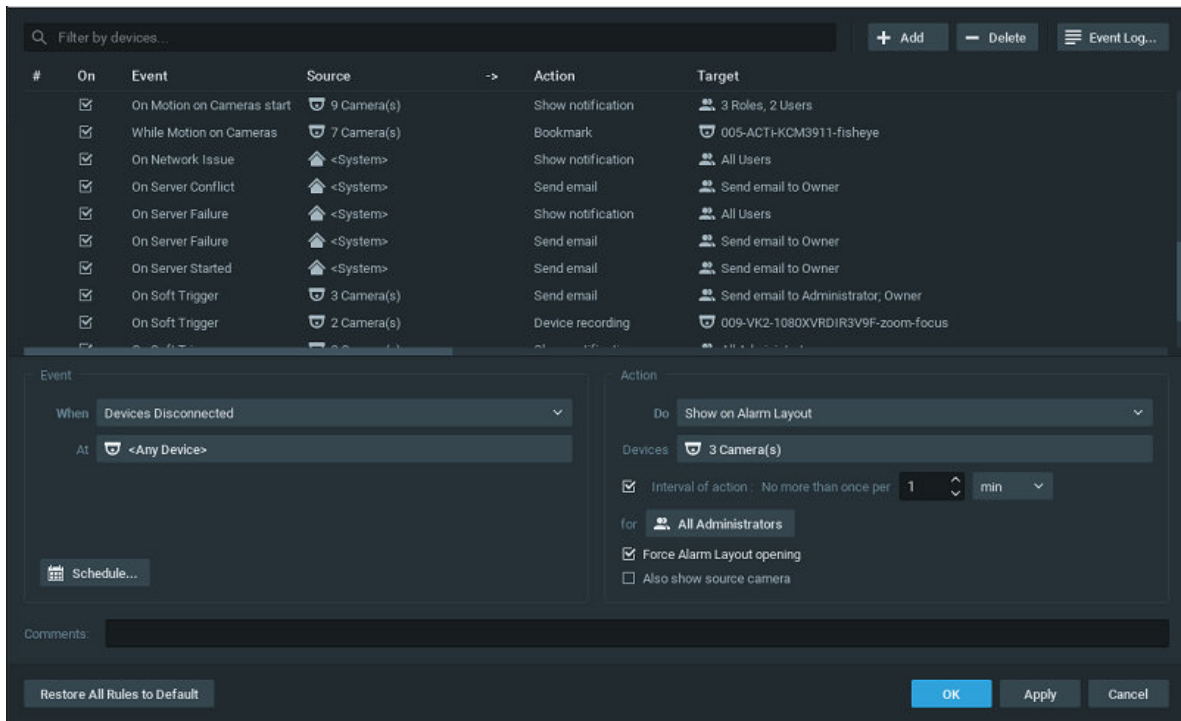 Filter by devices... + Add − Delete Event Log...
# On Event Source -> Action Target
On Motion on Cameras start 9 Camera(s) Show notification 3 Roles, 2 Users
While Motion on Cameras 7 Camera(s) Bookmark 005-ACTi-KCM3911-fisheye
On Network Issue <System> Show notification All Users
On Server Conflict <System> Send email Send email to Owner
On Server Failure <System> Show notification All Users
On Server Failure <System> Send email Send email to Owner
On Server Started <System> Send email Send email to Owner
On Soft Trigger 3 Camera(s) Send email Send email to Administrator; Owner
On Soft Trigger 2 Camera(s) Device recording 009-VK2-1080XVRDIR3V9F-zoom-focus
Event Action
When Devices Disconnected Do Show on Alarm Layout
At <Any Device> Devices 3 Camera(s)
Interval of action : No more than once per 1 min
for All Administrators
Force Alarm Layout opening
Schedule... Also show source camera
Comments:
Restore All Rules to Default OK Apply Cancel